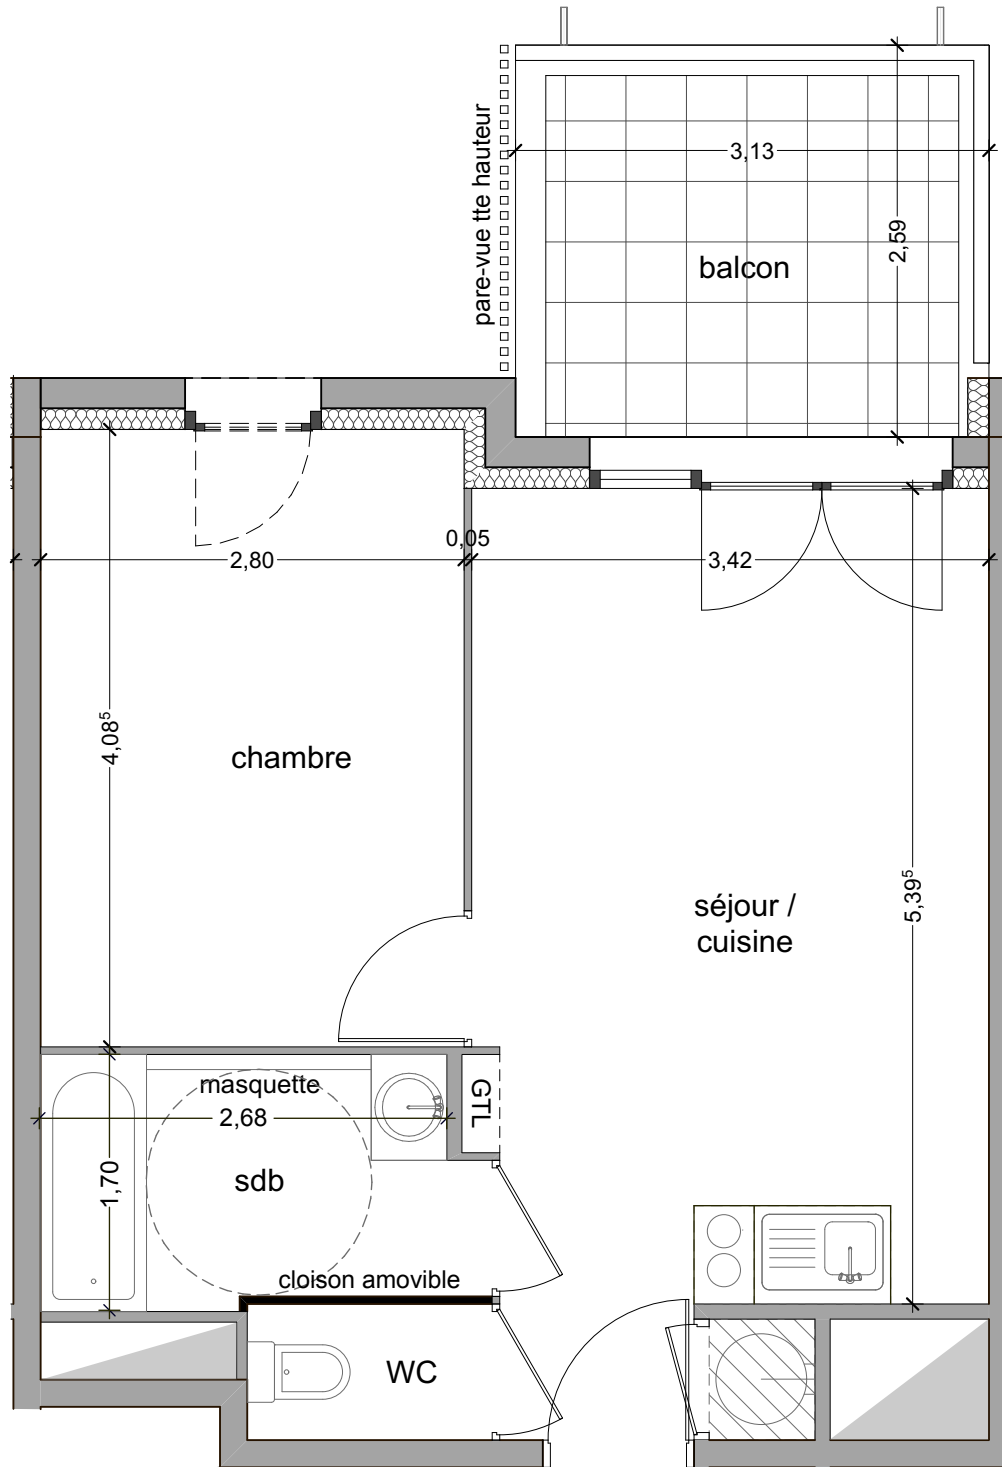 pare-vue tte hauteur
3,13
2,59
balcon
0,05
2,80
3,42
4,08⁵
chambre
séjour /
cuisine
5,39⁵
masquette
2,68
GTL
1,70
sdb
cloison amovible
WC